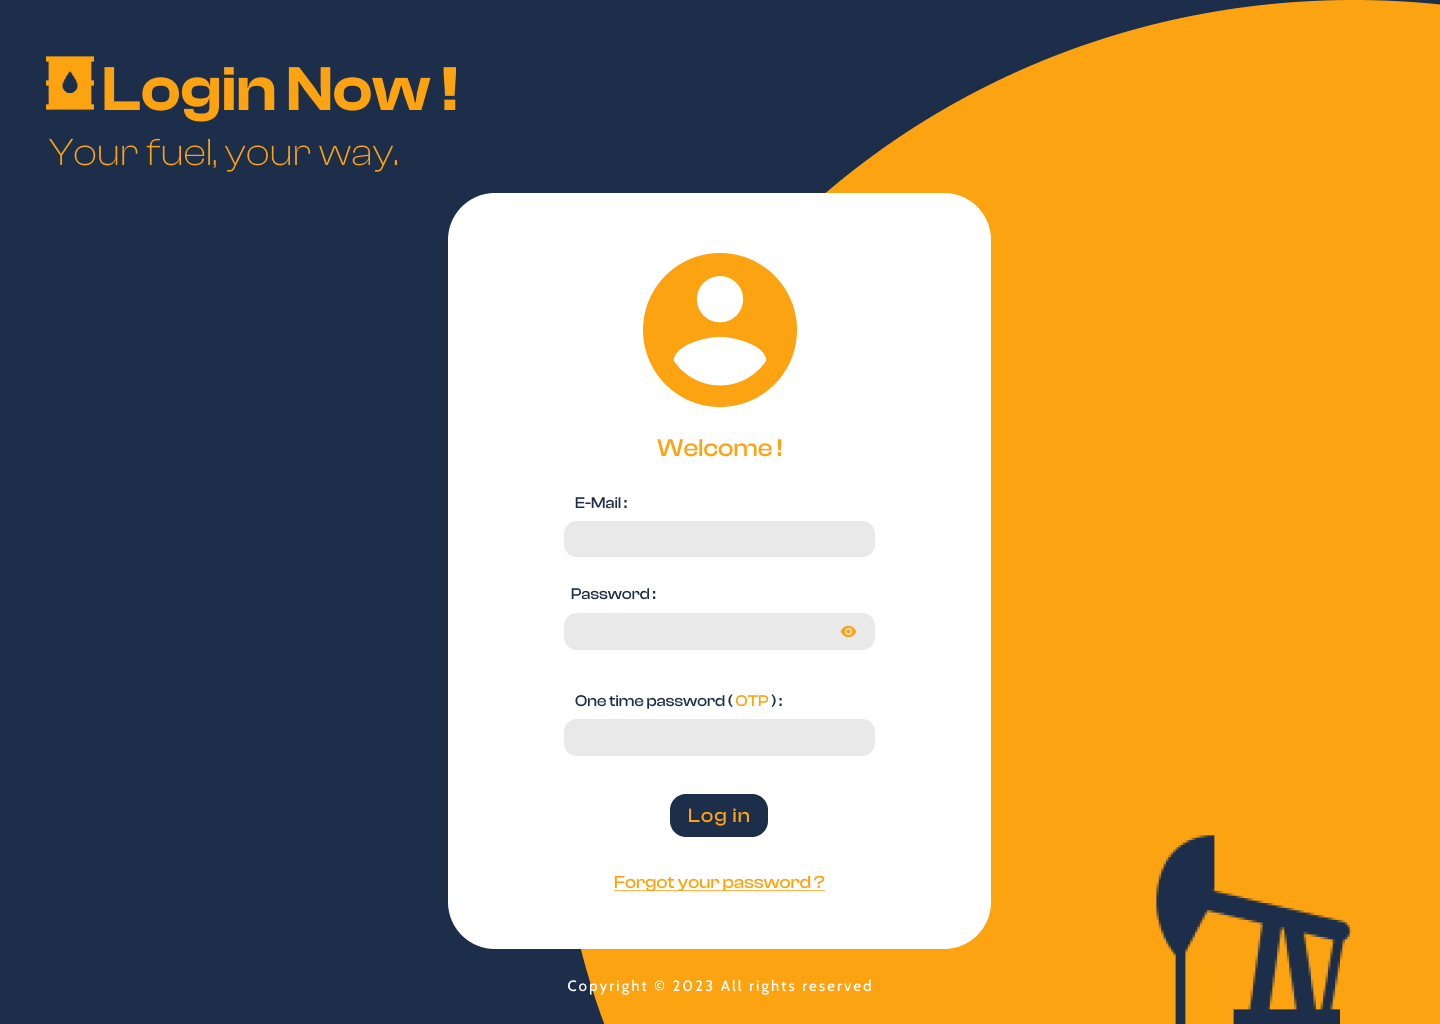 Login Now !
Your fuel, your way.
Welcome !
E-Mail :
Password :
One time password ( OTP ) :
Log in
Forgot your password ?
Copyright © 2023 All rights reserved